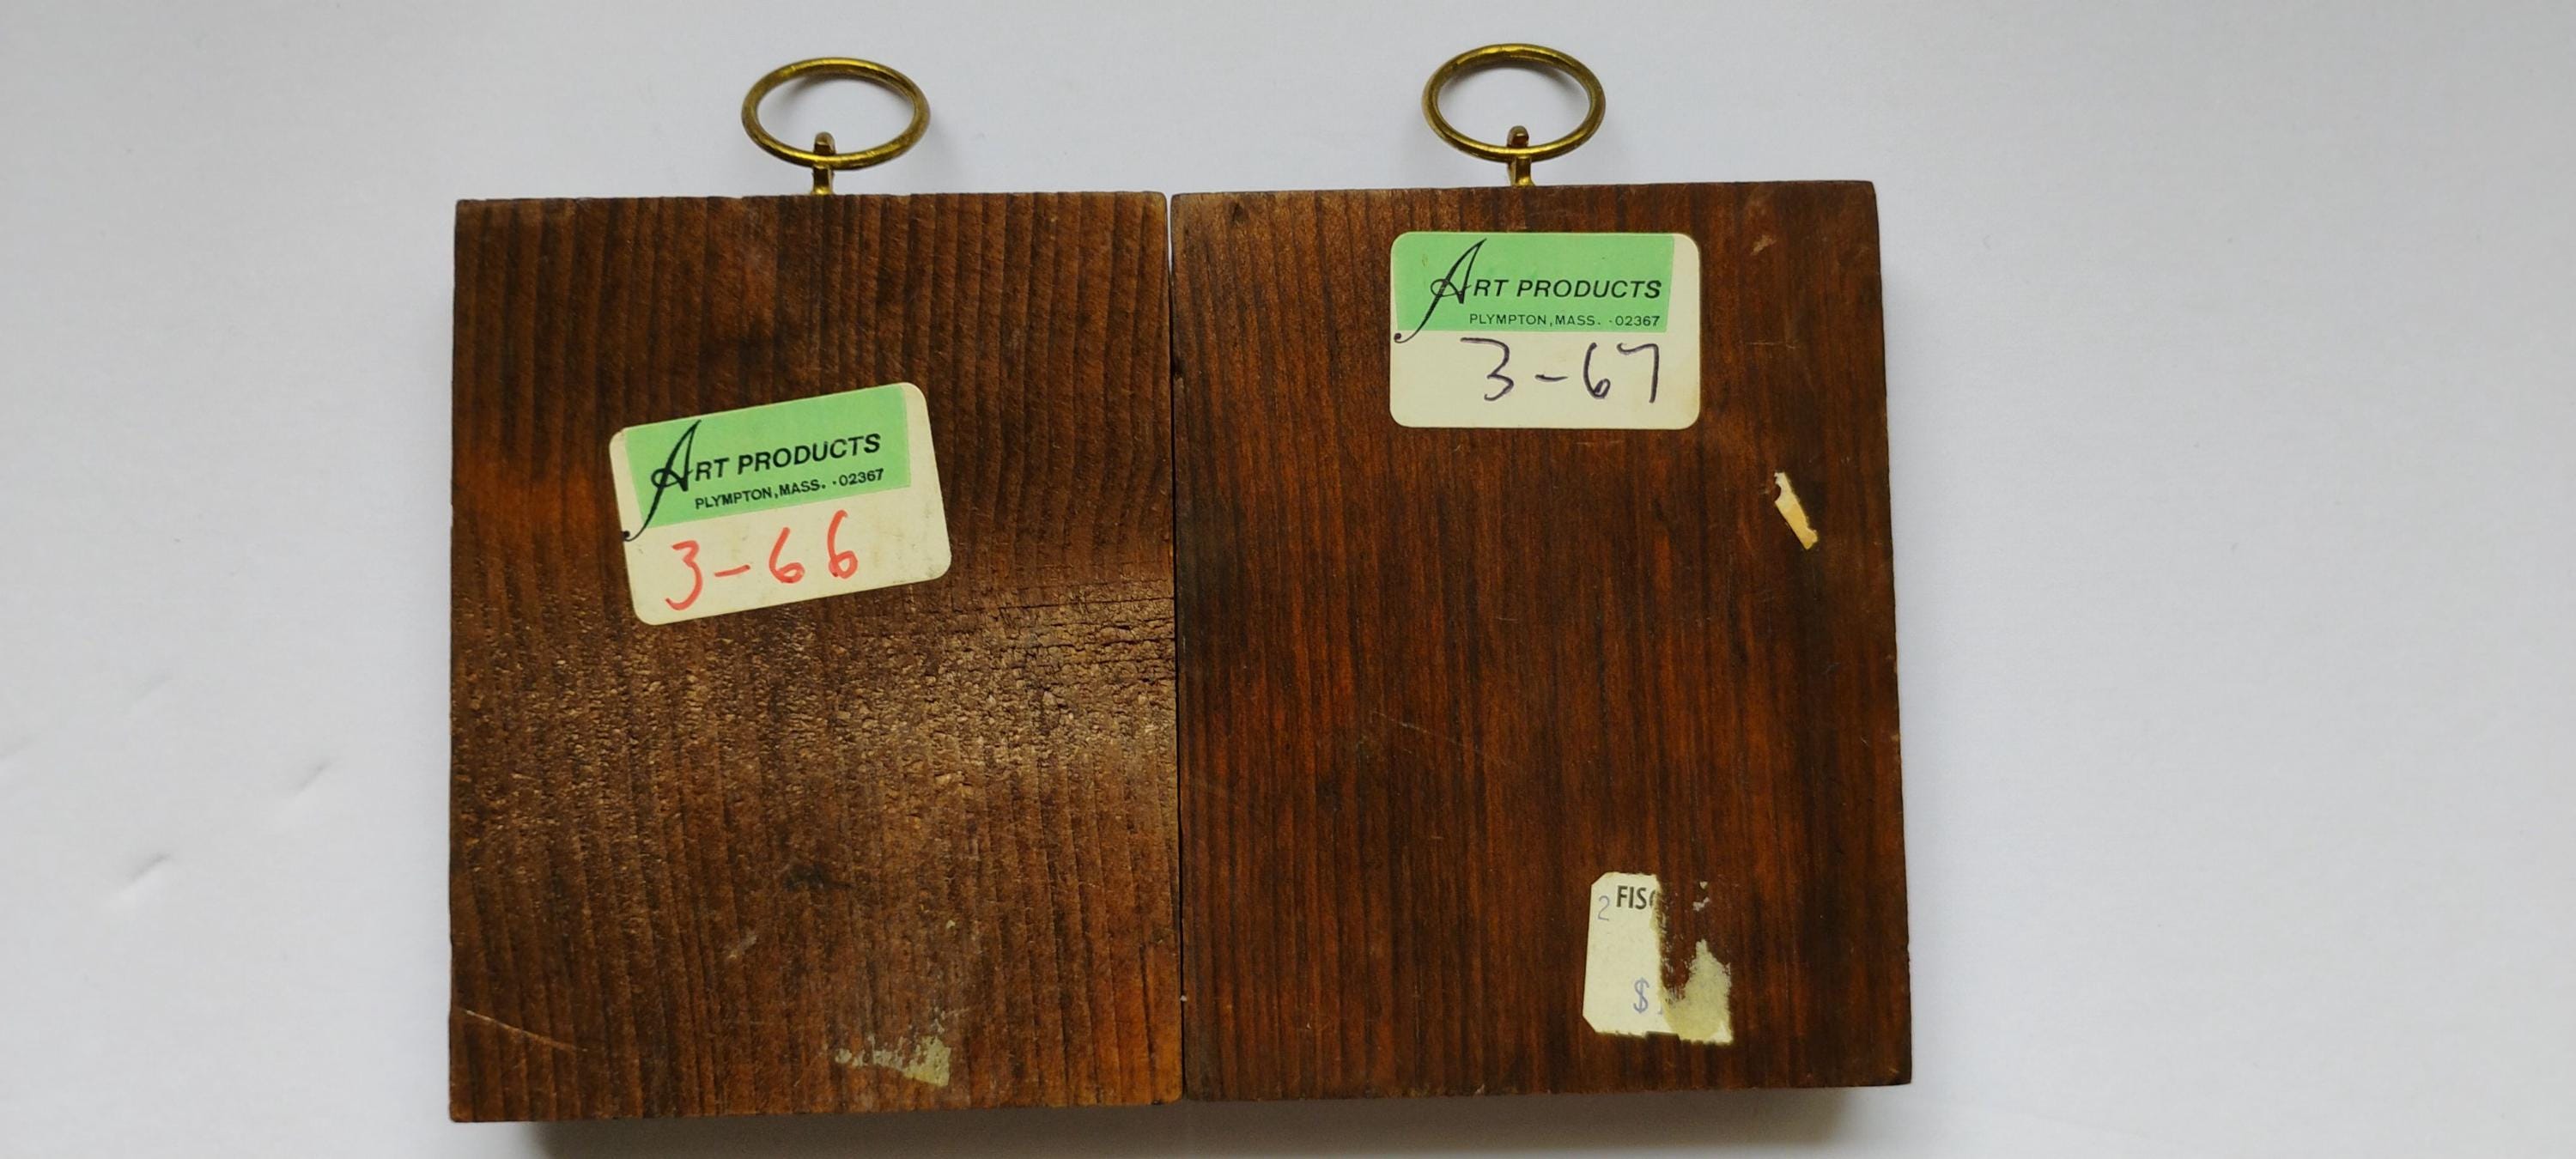 ART PRODUCTS
PLYMPTON, MASS. ·02367
3-66
ART PRODUCTS
PLYMPTON, MASS. ·02367
3-67
2
$